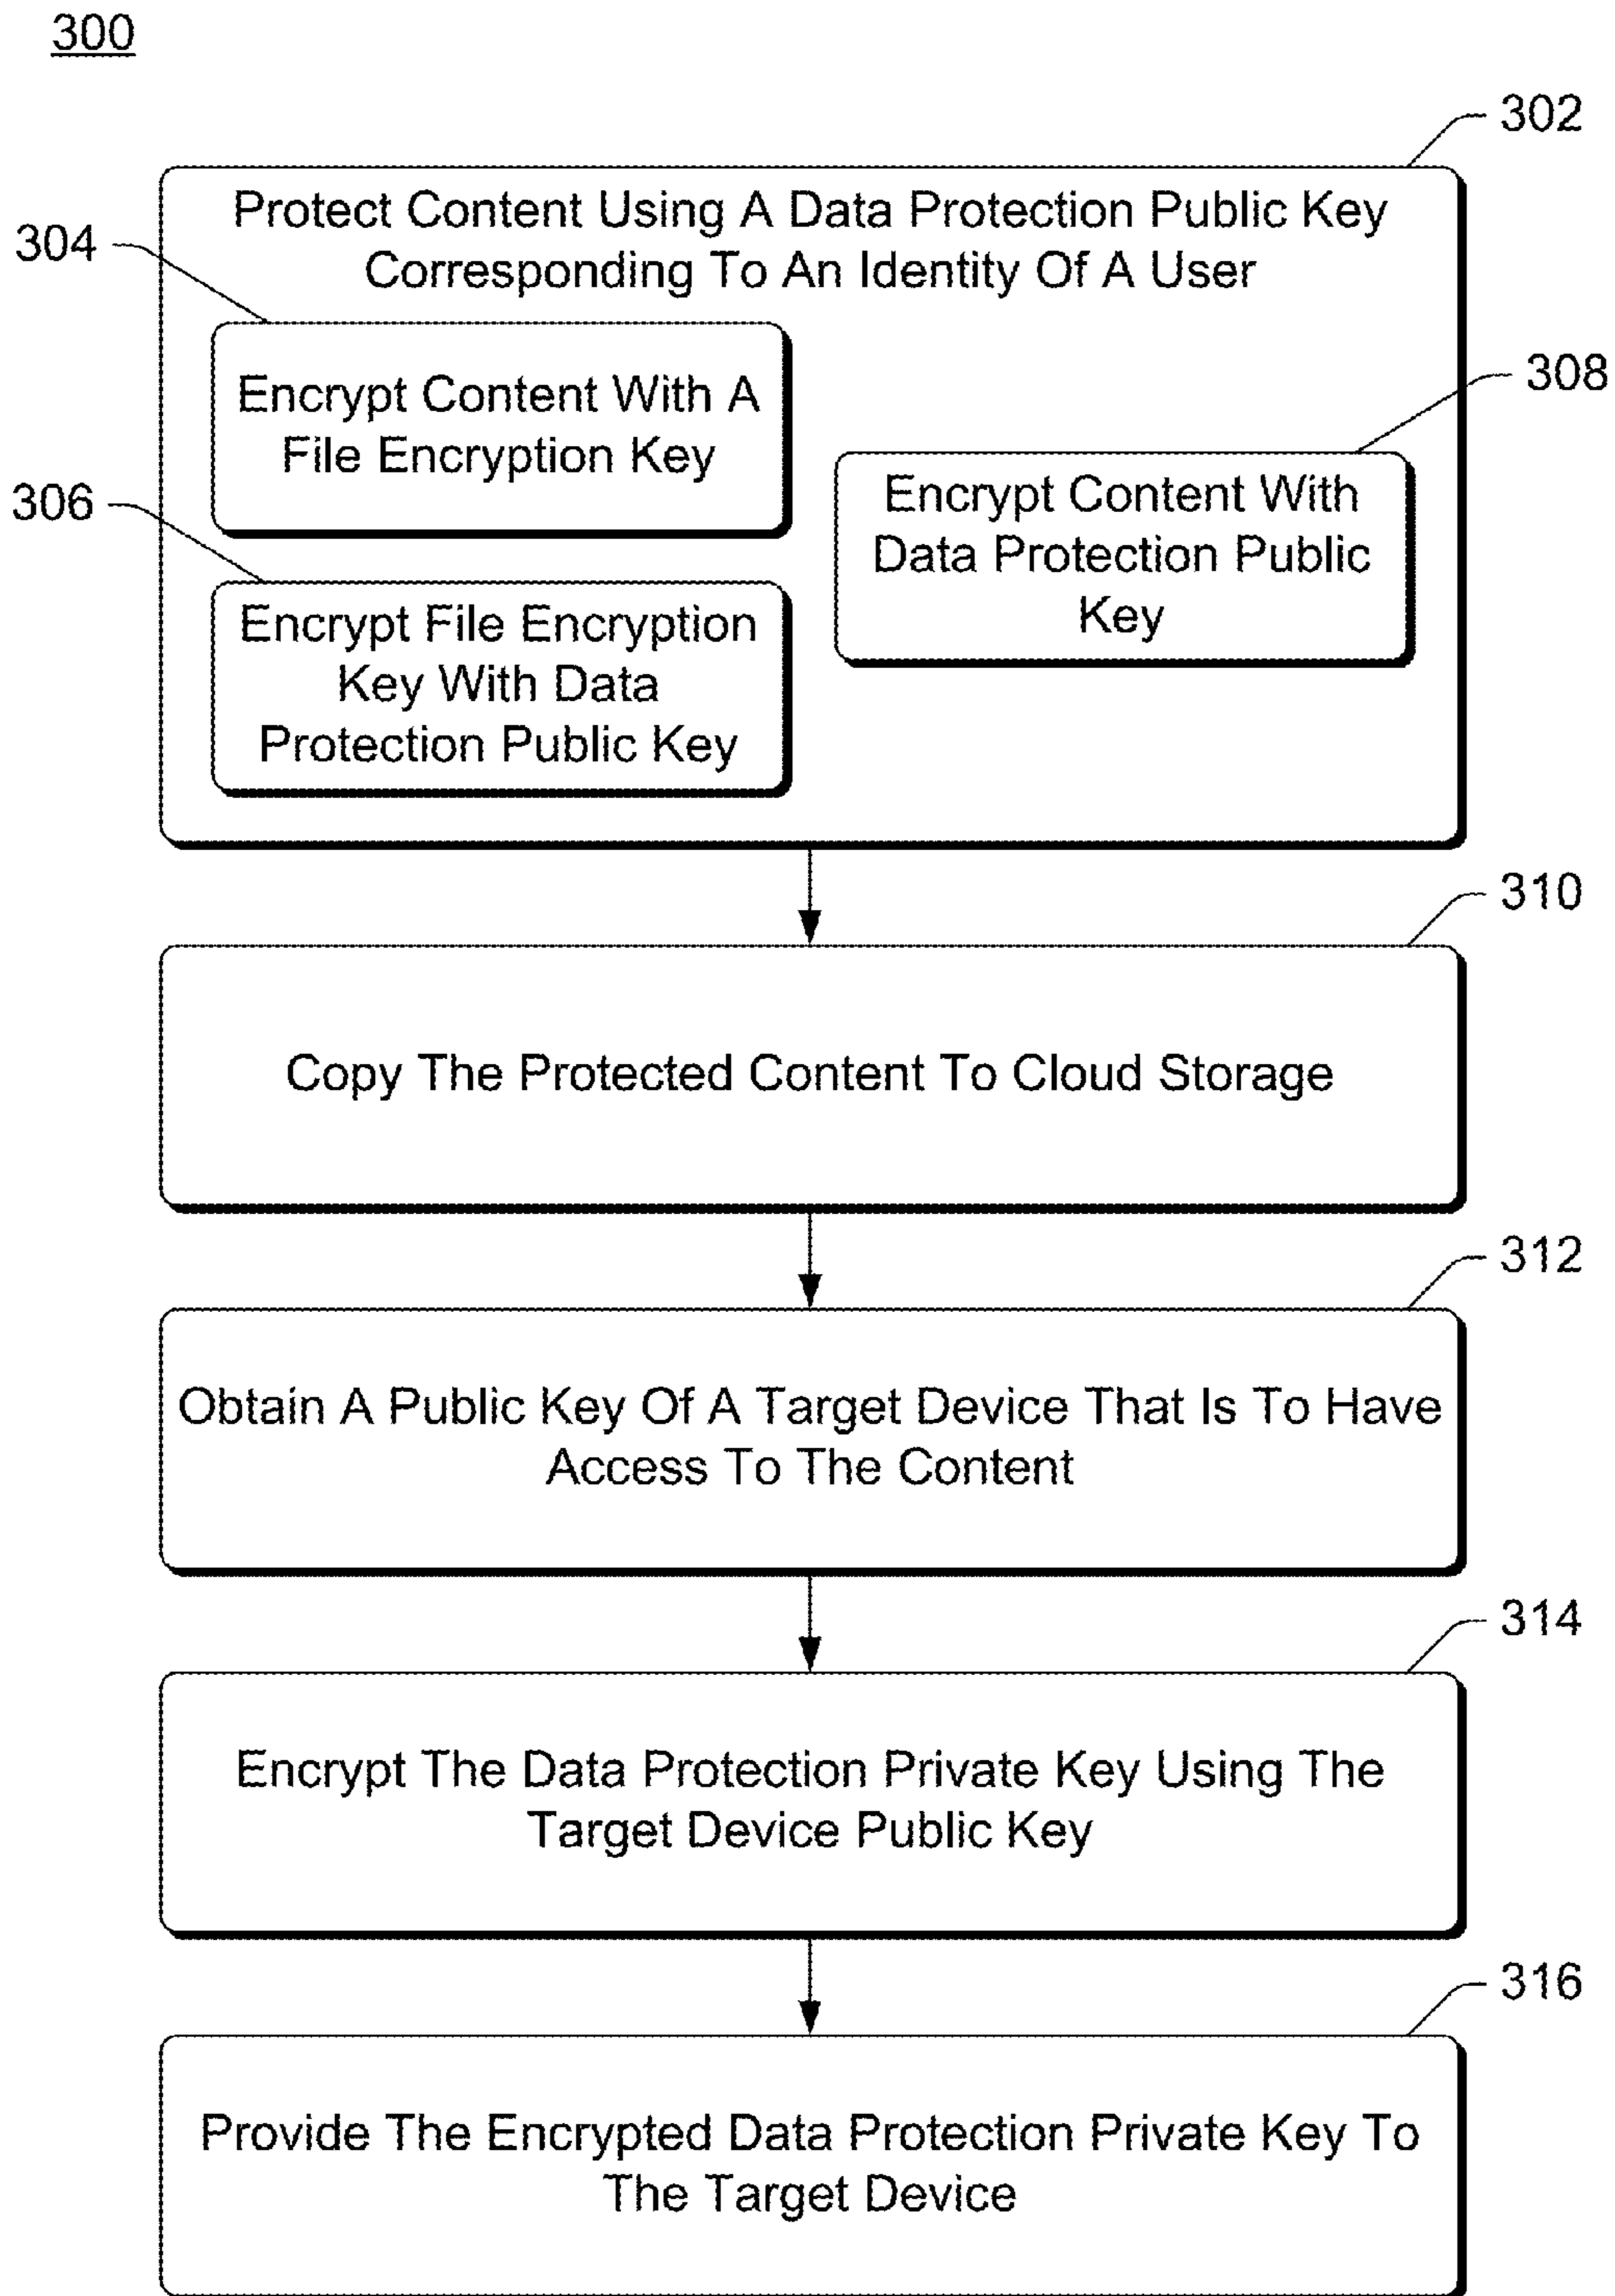 300
302
Protect Content Using A Data Protection Public Key
Corresponding To An Identity Of A User
304
Encrypt Content With A
File Encryption Key
308
Encrypt Content With
Data Protection Public
Key
306
Encrypt File Encryption
Key With Data
Protection Public Key
310
Copy The Protected Content To Cloud Storage
312
Obtain A Public Key Of A Target Device That Is To Have
Access To The Content
314
Encrypt The Data Protection Private Key Using The
Target Device Public Key
316
Provide The Encrypted Data Protection Private Key To
The Target Device